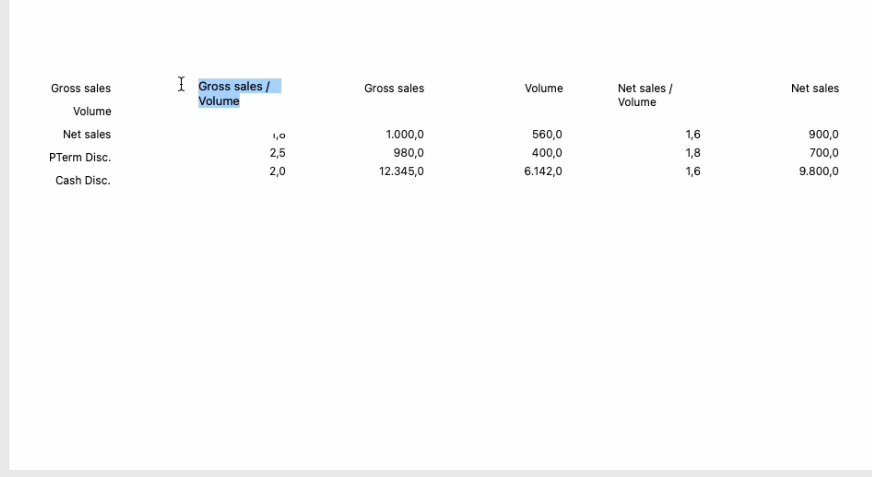 Gross sales
Volume
Net sales
PTerm Disc.
Cash Disc.
Gross sales /
Volume
Gross sales
Volume
Net sales /
Volume
Net sales
1.000,0 560,0 1,6 900,0
2,5 980,0 400,0 1,8 700,0
2,0 12.345,0 6.142,0 1,6 9.800,0